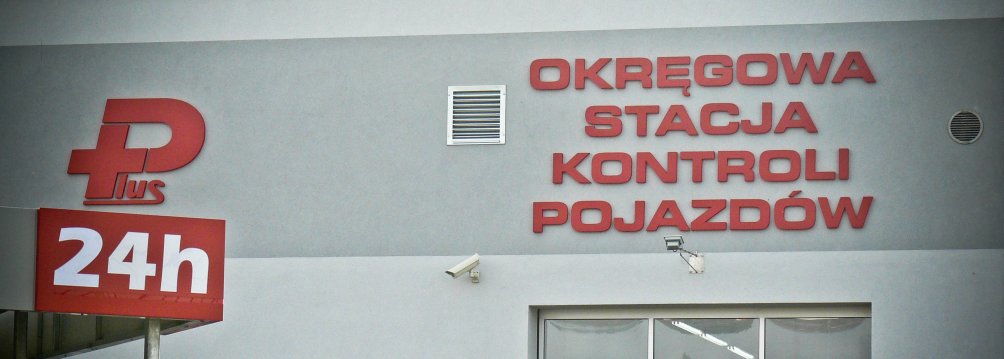 Plus
24h
OKRĘGOWA
STACJA
KONTROLI
POJAZDÓW